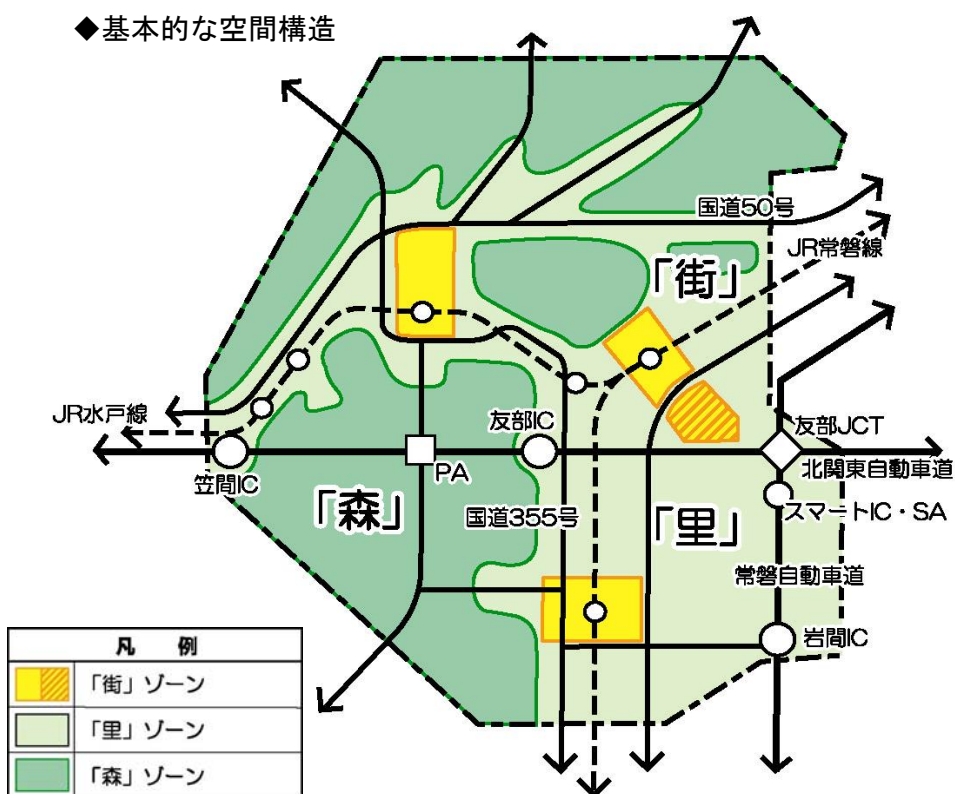 ◆基本的な空間構造
国道50号
JR常磐線
「街」
JR水戸線
友部IC
友部JCT
笠間IC
PA
北関東自動車道
「森」
国道355号
「里」
スマートIC・SA
常磐自動車道
岩間IC
凡 例
「街」ゾーン
「里」ゾーン
「森」ゾーン